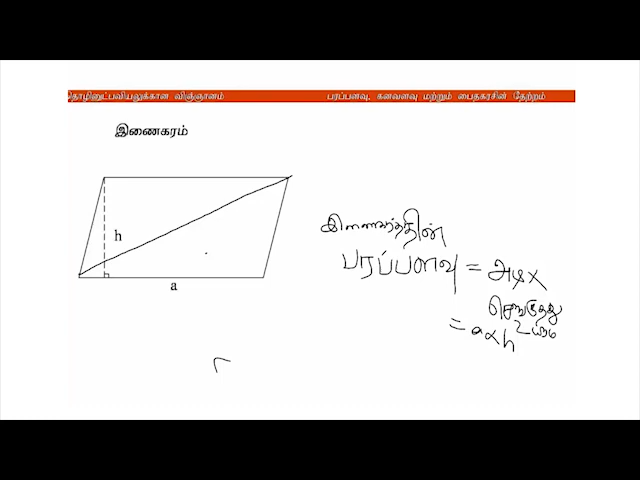 தொழினுட்பவியலுக்கான விஞ்ஞானம் பரப்பளவு, கனவளவு மற்றும் பைதகரசின் தேற்றம்
இணைகரம்
h
a
இணைகரத்தின்
பரப்பளவு = அடி x
செங்குத்து
உயரம்
= a x h